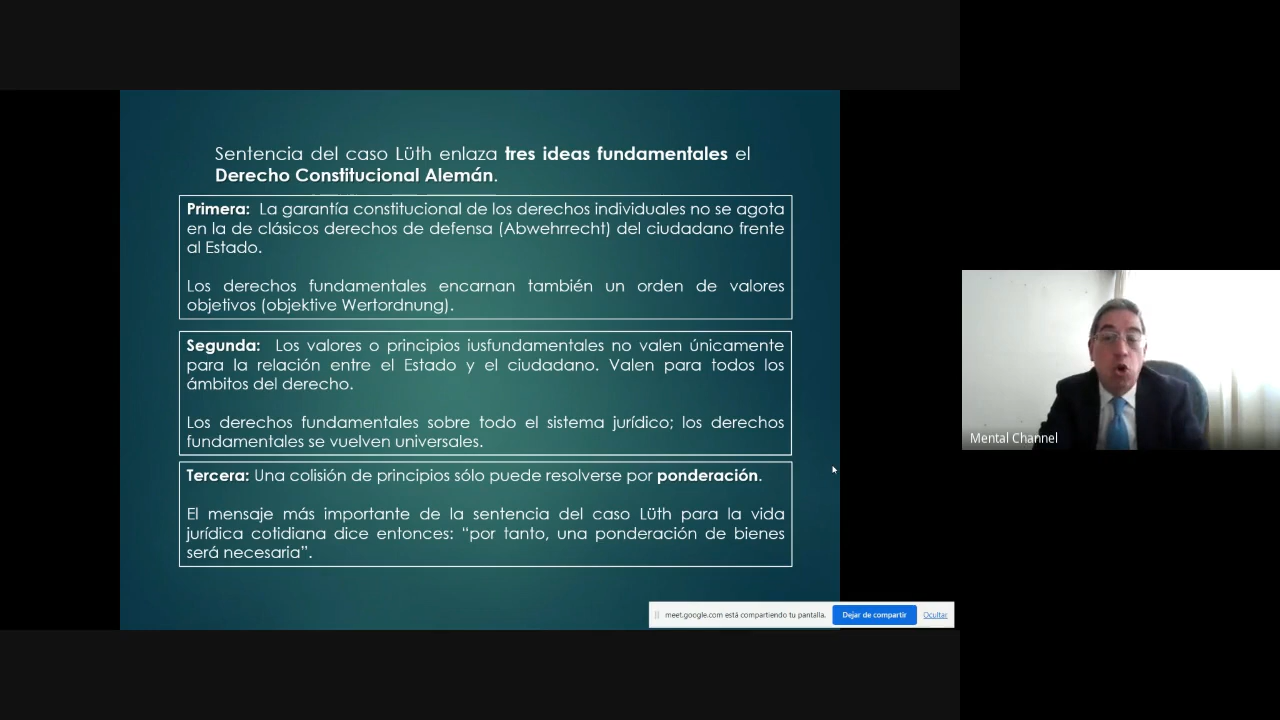 Sentencia del caso Lüth enlaza tres ideas fundamentales el
Derecho Constitucional Alemán.
Primera: La garantía constitucional de los derechos individuales no se agota
en la de clásicos derechos de defensa (Abwehrrecht) del ciudadano frente
al Estado.
Los derechos fundamentales encarnan también un orden de valores
objetivos (objektive Wertordnung).
Segunda: Los valores o principios iusfundamentales no valen únicamente
para la relación entre el Estado y el ciudadano. Valen para todos los
ámbitos del derecho.
Los derechos fundamentales sobre todo el sistema jurídico; los derechos
fundamentales se vuelven universales.
Tercera: Una colisión de principios sólo puede resolverse por ponderación.
El mensaje más importante de la sentencia del caso Lüth para la vida
jurídica cotidiana dice entonces: “por tanto, una ponderación de bienes
será necesaria”.
meet.google.com está compartiendo tu pantalla. Dejar de compartir Ocultar
Mental Channel